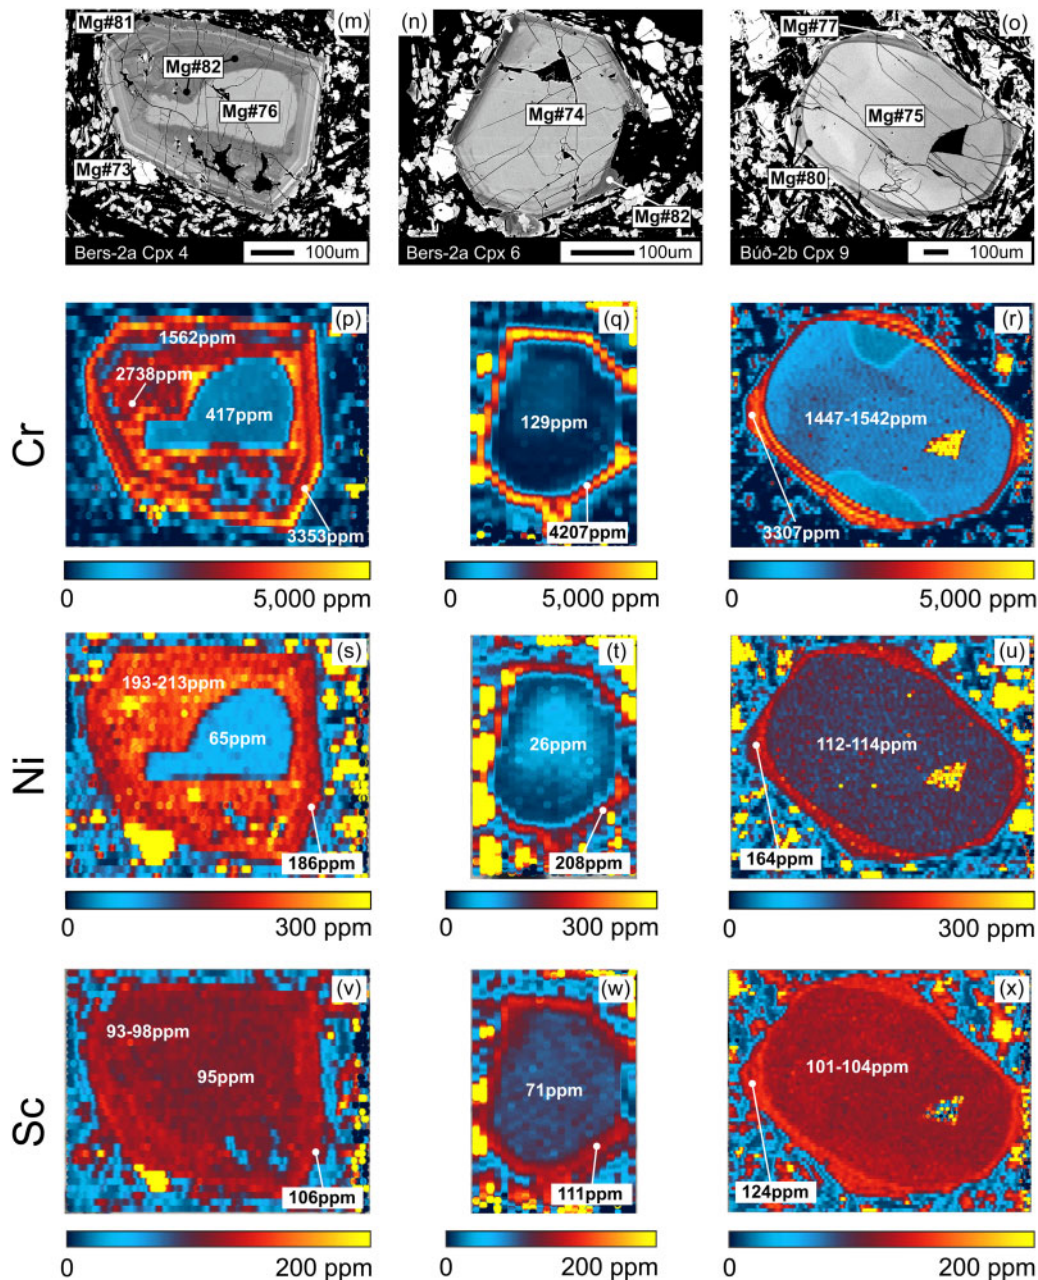 Mg#81
(m)
Mg#82
Mg#76
Mg#73
Bers-2a Cpx 4
100um
(n)
Mg#74
Mg#82
Bers-2a Cpx 6
100um
Mg#77
(o)
Mg#75
Mg#80
Búð-2b Cpx 9
100um
Cr
(p)
1562ppm
2738ppm
417ppm
3353ppm
0 5,000 ppm
(q)
129ppm
4207ppm
0 5,000 ppm
(r)
1447-1542ppm
3307ppm
0 5,000 ppm
Ni
(s)
193-213ppm
65ppm
186ppm
0 300 ppm
(t)
26ppm
208ppm
0 300 ppm
(u)
112-114ppm
164ppm
0 300 ppm
Sc
(v)
93-98ppm
95ppm
106ppm
0 200 ppm
(w)
71ppm
111ppm
0 200 ppm
(x)
101-104ppm
124ppm
0 200 ppm